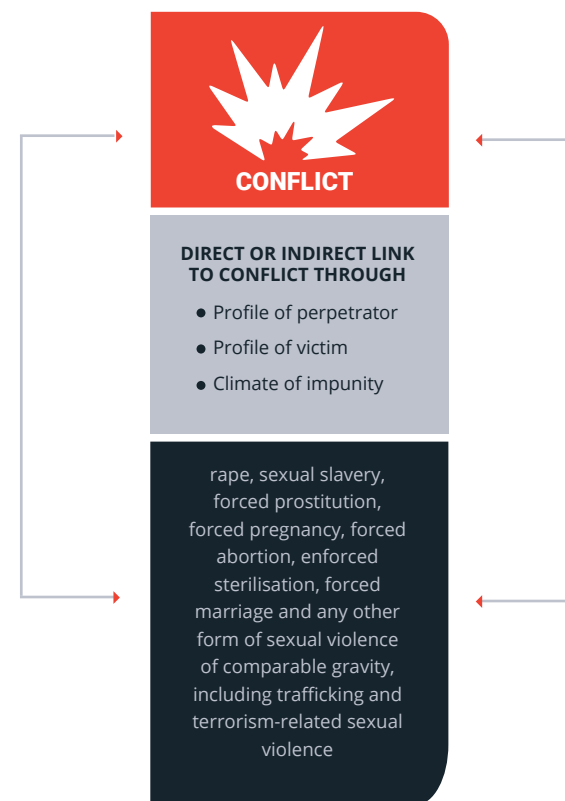 CONFLICT
DIRECT OR INDIRECT LINK
TO CONFLICT THROUGH
• Profile of perpetrator
• Profile of victim
• Climate of impunity
rape, sexual slavery,
forced prostitution,
forced pregnancy, forced
abortion, enforced
sterilisation, forced
marriage and any other
form of sexual violence
of comparable gravity,
including trafficking and
terrorism-related sexual
violence